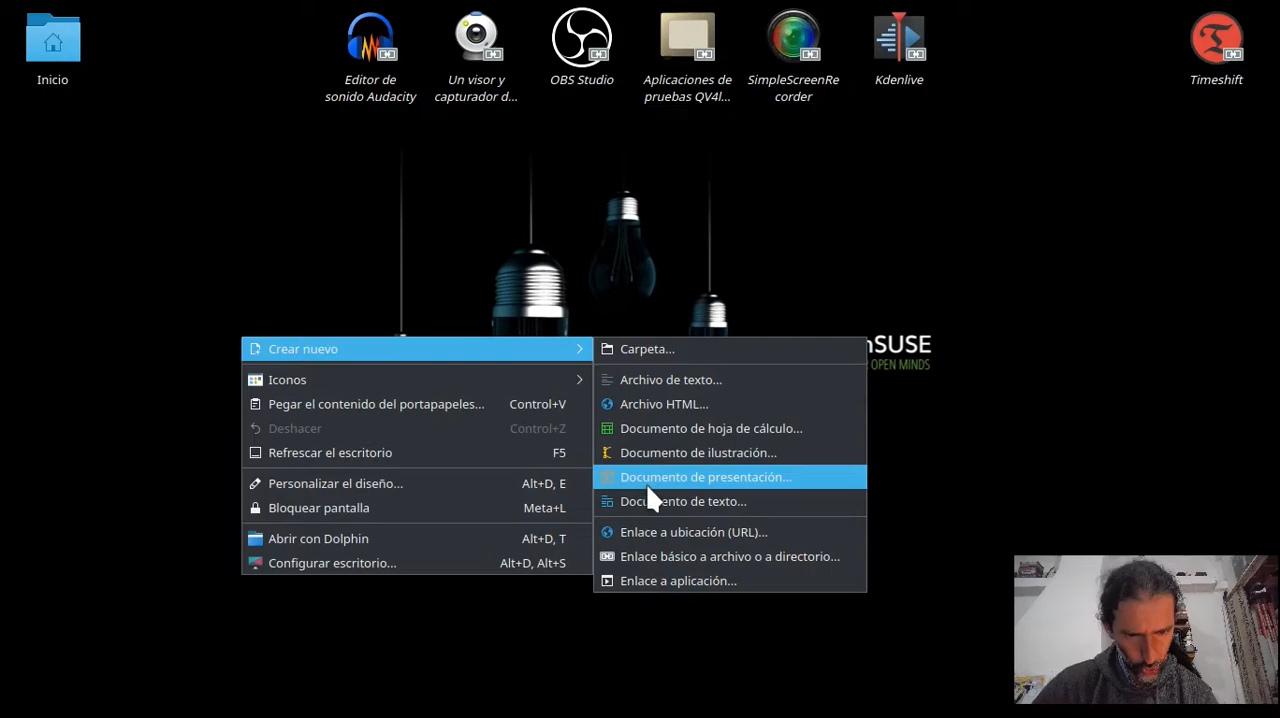 Inicio
Editor de
sonido Audacity
Un visor y
capturador d...
OBS Studio
Aplicaciones de
pruebas QV4l...
SimpleScreenRe
corder
Kdenlive
Timeshift
Crear nuevo
Iconos
Pegar el contenido del portapapeles... Control+V
Deshacer Control+Z
Refrescar el escritorio F5
Personalizar el diseño... Alt+D, E
Bloquear pantalla Meta+L
Abrir con Dolphin Alt+D, T
Configurar escritorio... Alt+D, Alt+S
Carpeta...
Archivo de texto...
Archivo HTML...
Documento de hoja de cálculo...
Documento de ilustración...
Documento de presentación...
Documento de texto...
Enlace a ubicación (URL)...
Enlace básico a archivo o a directorio...
Enlace a aplicación...
nSUSE
OPEN MINDS